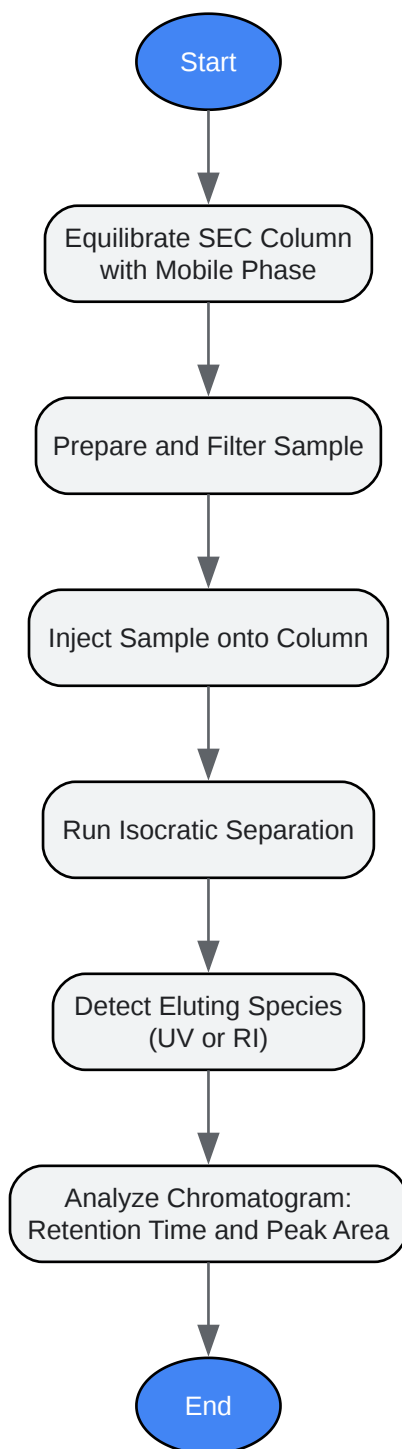 Start
Equilibrate SEC Column
with Mobile Phase
Prepare and Filter Sample
Inject Sample onto Column
Run Isocratic Separation
Detect Eluting Species
(UV or RI)
Analyze Chromatogram:
Retention Time and Peak Area
End